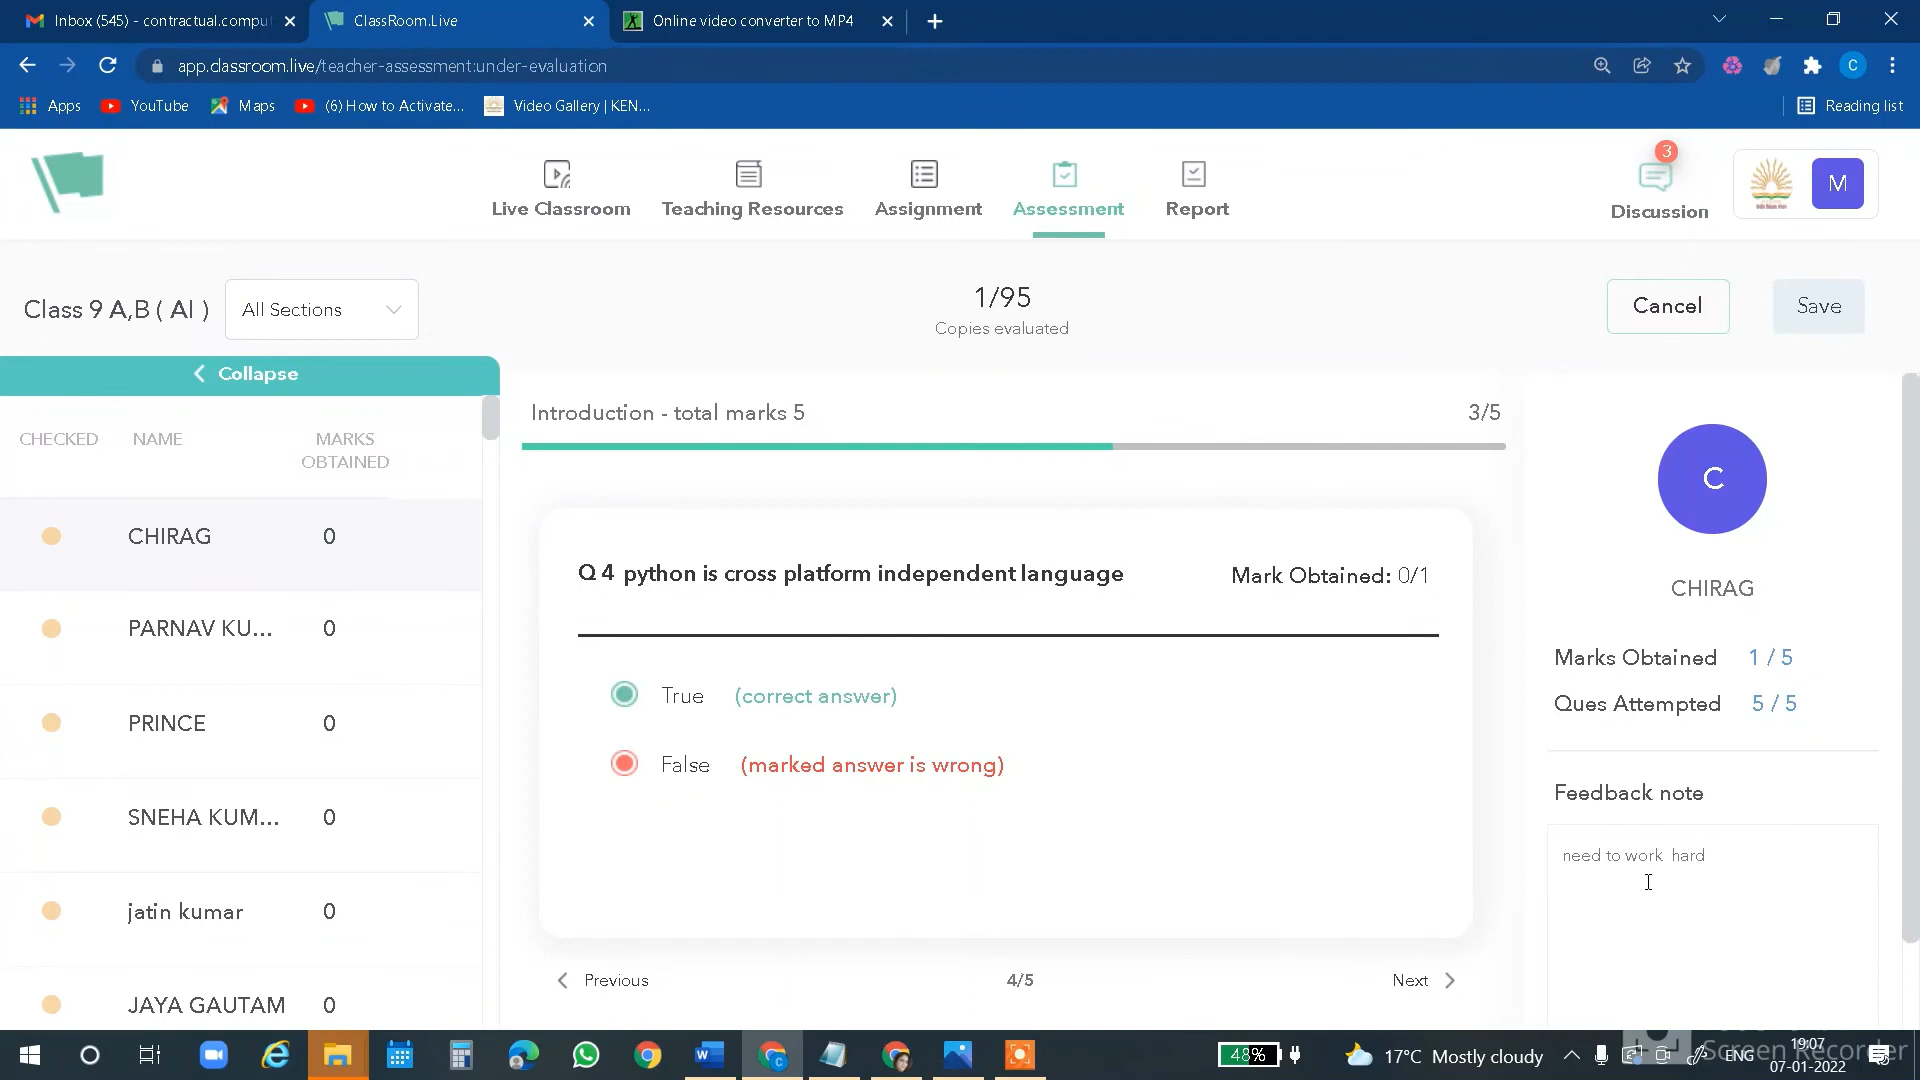 Inbox (545) - contractual.compu
ClassRoom.Live
Online video converter to MP4
app.classroom.live/teacher-assessment:under-evaluation
C
Apps
YouTube
Maps
(6) How to Activate...
Video Gallery | KEN...
Reading list
Live Classroom
Teaching Resources
Assignment
Assessment
Report
3
Discussion
M
Class 9 A,B ( AI )
All Sections
1/95
Copies evaluated
Cancel
Save
Collapse
CHECKED
NAME
MARKS
OBTAINED
CHIRAG 0
PARNAV KU... 0
PRINCE 0
SNEHA KUM... 0
jatin kumar 0
JAYA GAUTAM 0
Introduction - total marks 5
3/5
Q 4 python is cross platform independent language
Mark Obtained: 0/1
True (correct answer)
False (marked answer is wrong)
Previous
4/5
Next
C
CHIRAG
Marks Obtained 1 / 5
Ques Attempted 5 / 5
Feedback note
need to work hard
48%
17°C Mostly cloudy
ENG
19:07
07-01-2022
Screen Recorder